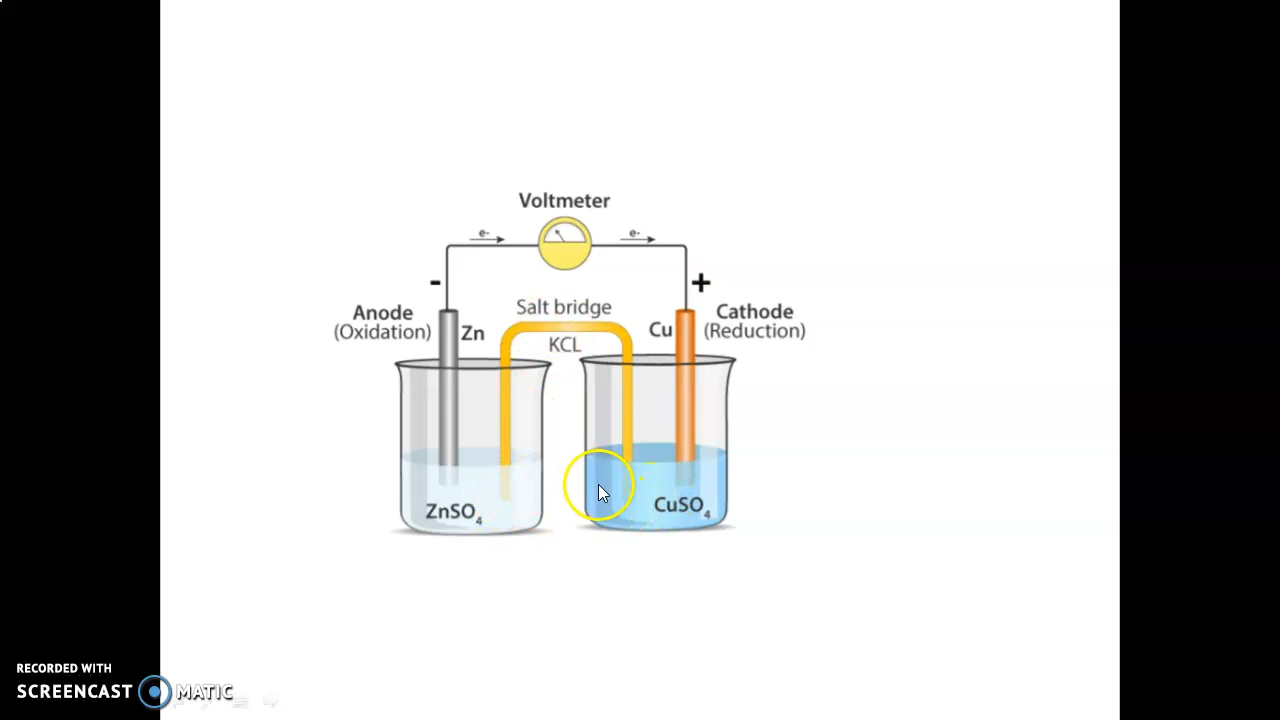 Voltmeter
e-
e-
-
+
Anode
(Oxidation)
Zn
Salt bridge
KCL
Cu
Cathode
(Reduction)
ZnSO4
CuSO4
RECORDED WITH
SCREENCAST MATIC